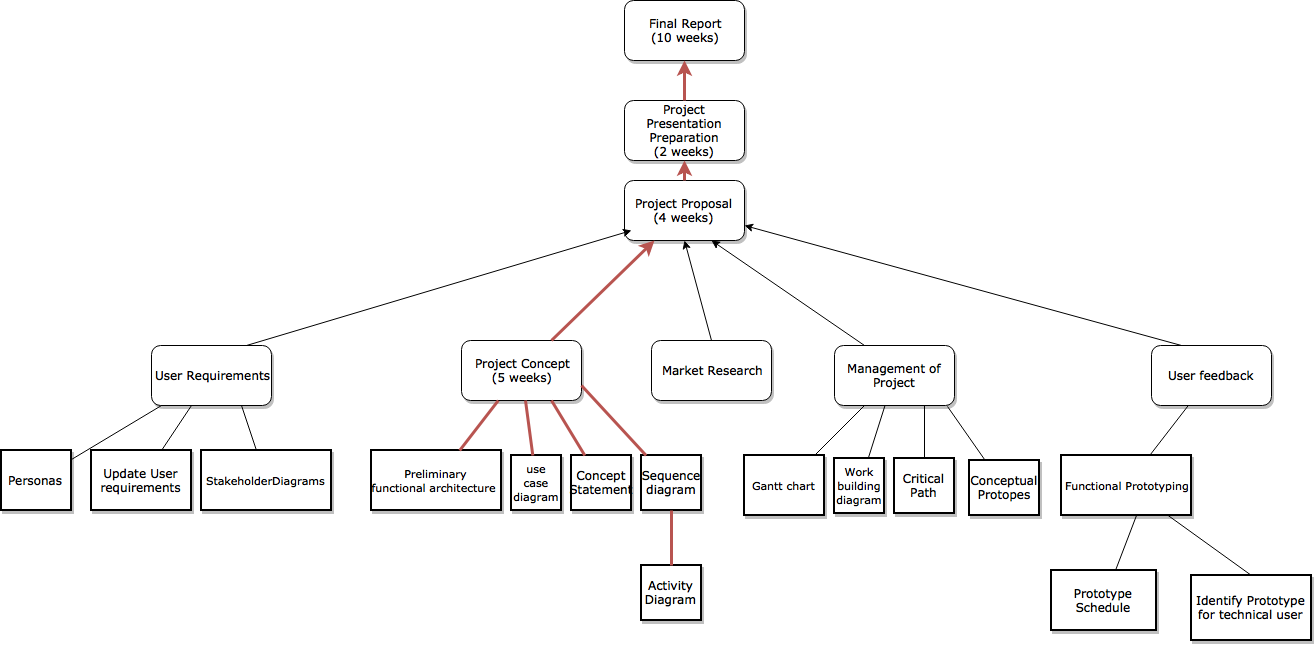 Final Report
(10 weeks)
Project
Presentation
Preparation
(2 weeks)
Project Proposal
(4 weeks)
User Requirements
Project Concept
(5 weeks)
Market Research
Management of
Project
User feedback
Personas
Update User
requirements
StakeholderDiagrams
Preliminary
functional architecture
use
case
diagram
Concept
Statement
Sequence
diagram
Gantt chart
Work
building
diagram
Critical
Path
Conceptual
Protopes
Functional Prototyping
Activity
Diagram
Prototype
Schedule
Identify Prototype
for technical user